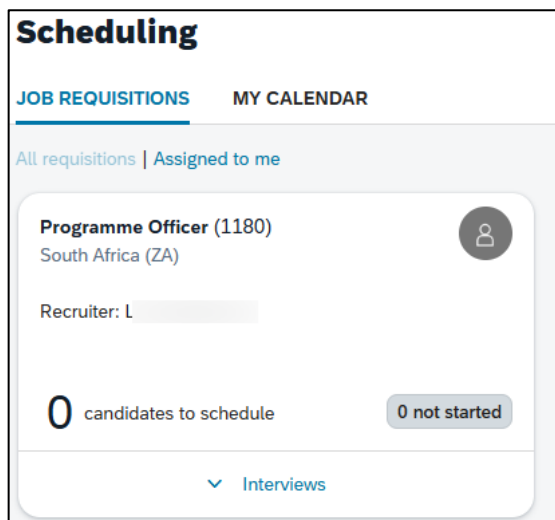 Scheduling
JOB REQUISITIONS MY CALENDAR
All requisitions | Assigned to me
Programme Officer (1180)
South Africa (ZA)
Recruiter: L
0 candidates to schedule 0 not started
Interviews